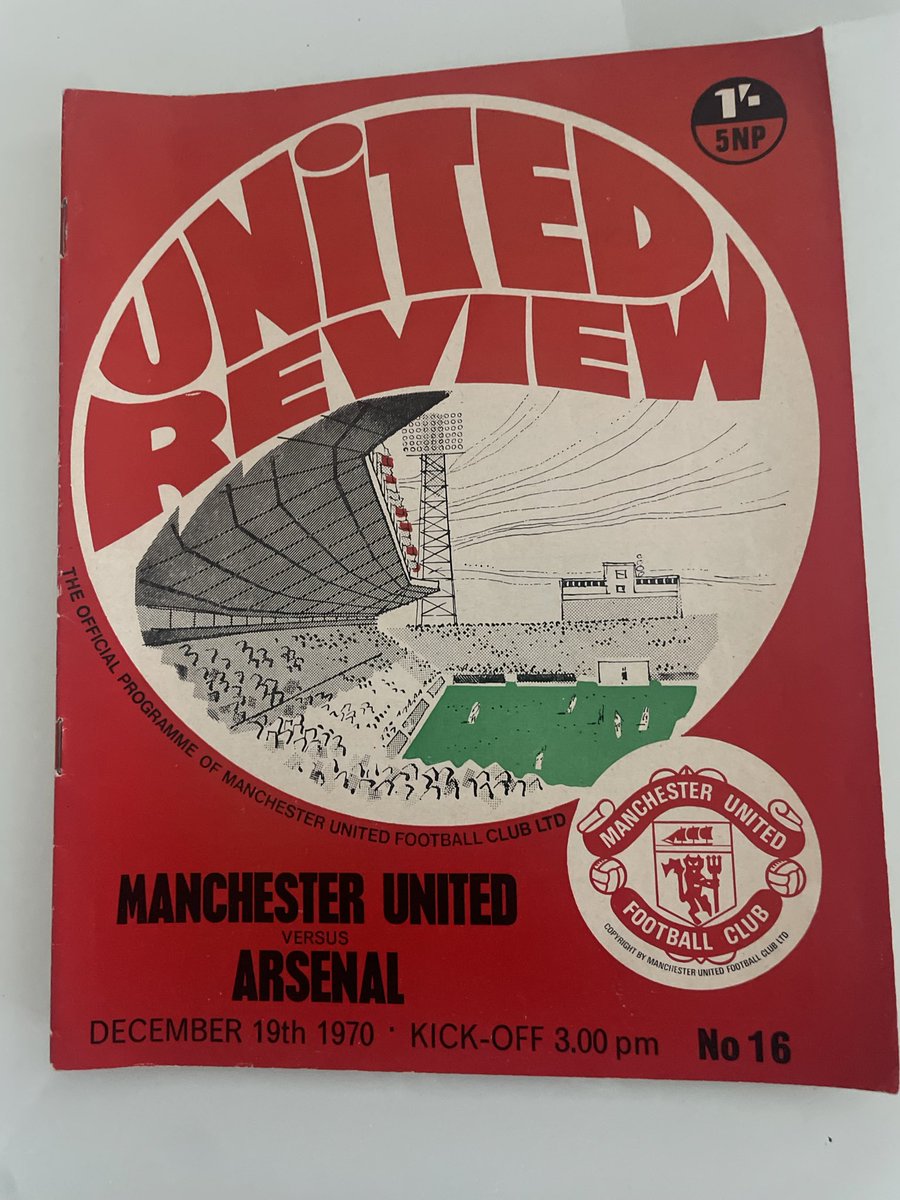 1'-
5NP
UNiTED
REVIEW
THE OFFICIAL PROGRAMME OF MANCHESTER UNITED FOOTBALL CLUB LTD
MANCHESTER UNITED
FOOTBALL CLUB
COPYRIGHT BY MANCHESTER UNITED FOOTBALL CLUB LTD
MANCHESTER UNITED
VERSUS
ARSENAL
DECEMBER 19th 1970 · KICK-OFF 3.00 pm No 16